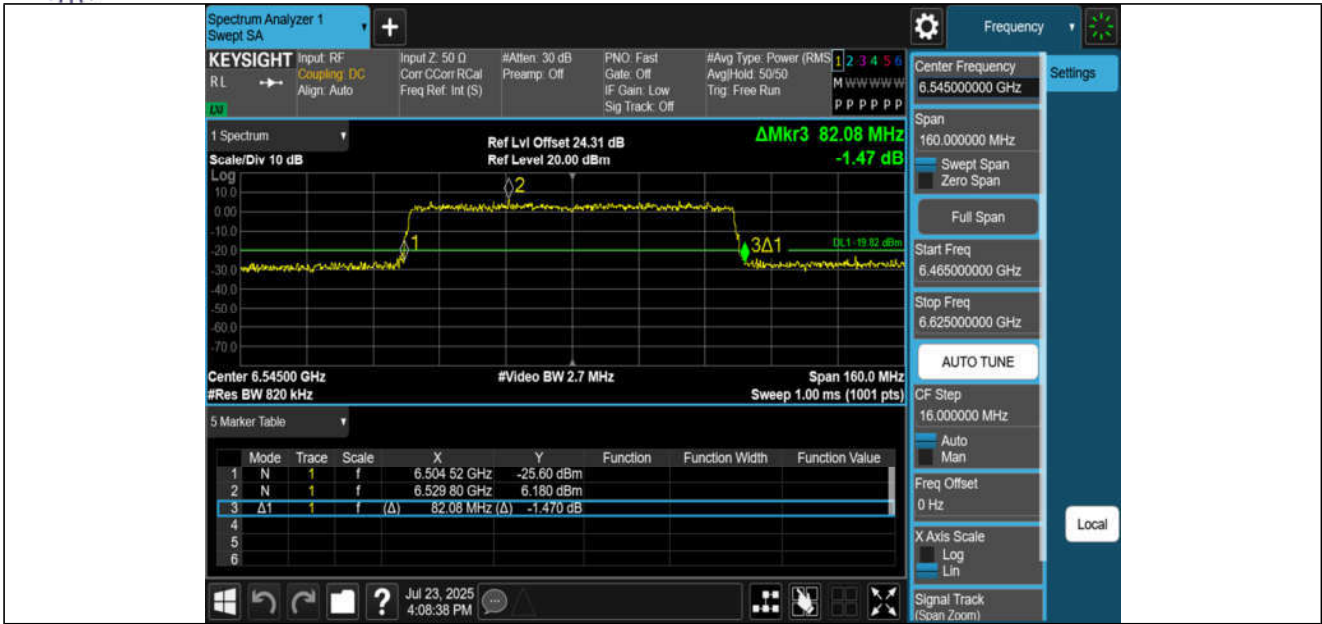 Spectrum Analyzer 1
Swept SA
+
Frequency
KEYSIGHT
RL
LXI
Input: RF
Coupling: DC
Align: Auto
Input Z: 50 Ω
Corr CCorr RCal
Freq Ref: Int (S)
#Atten: 30 dB
Preamp: Off
PNO: Fast
Gate: Off
IF Gain: Low
Sig Track: Off
#Avg Type: Power (RMS
Avg|Hold: 50/50
Trig: Free Run
1 2 3 4 5 6
M W W W W W
P P P P P P
1 Spectrum
Scale/Div 10 dB
Ref Lvl Offset 24.31 dB
Ref Level 20.00 dBm
ΔMkr3 82.08 MHz
-1.47 dB
Log
10.0
0.00
-10.0
-20.0
-30.0
-40.0
-50.0
-60.0
-70.0
2
1
3Δ1
DL1 -19.82 dBm
Center 6.54500 GHz
#Video BW 2.7 MHz
Span 160.0 MHz
#Res BW 820 kHz
Sweep 1.00 ms (1001 pts)
5 Marker Table
Mode Trace Scale X Y Function Function Width Function Value
1 N 1 f 6.504 52 GHz -25.60 dBm
2 N 1 f 6.529 80 GHz 6.180 dBm
3 Δ1 1 f (Δ) 82.08 MHz (Δ) -1.470 dB
4
5
6
?
Jul 23, 2025
4:08:38 PM
Center Frequency
6.545000000 GHz
Span
160.000000 MHz
Swept Span
Zero Span
Full Span
Start Freq
6.465000000 GHz
Stop Freq
6.625000000 GHz
AUTO TUNE
CF Step
16.000000 MHz
Auto
Man
Freq Offset
0 Hz
X Axis Scale
Log
Lin
Signal Track
(Span Zoom)
Settings
Local